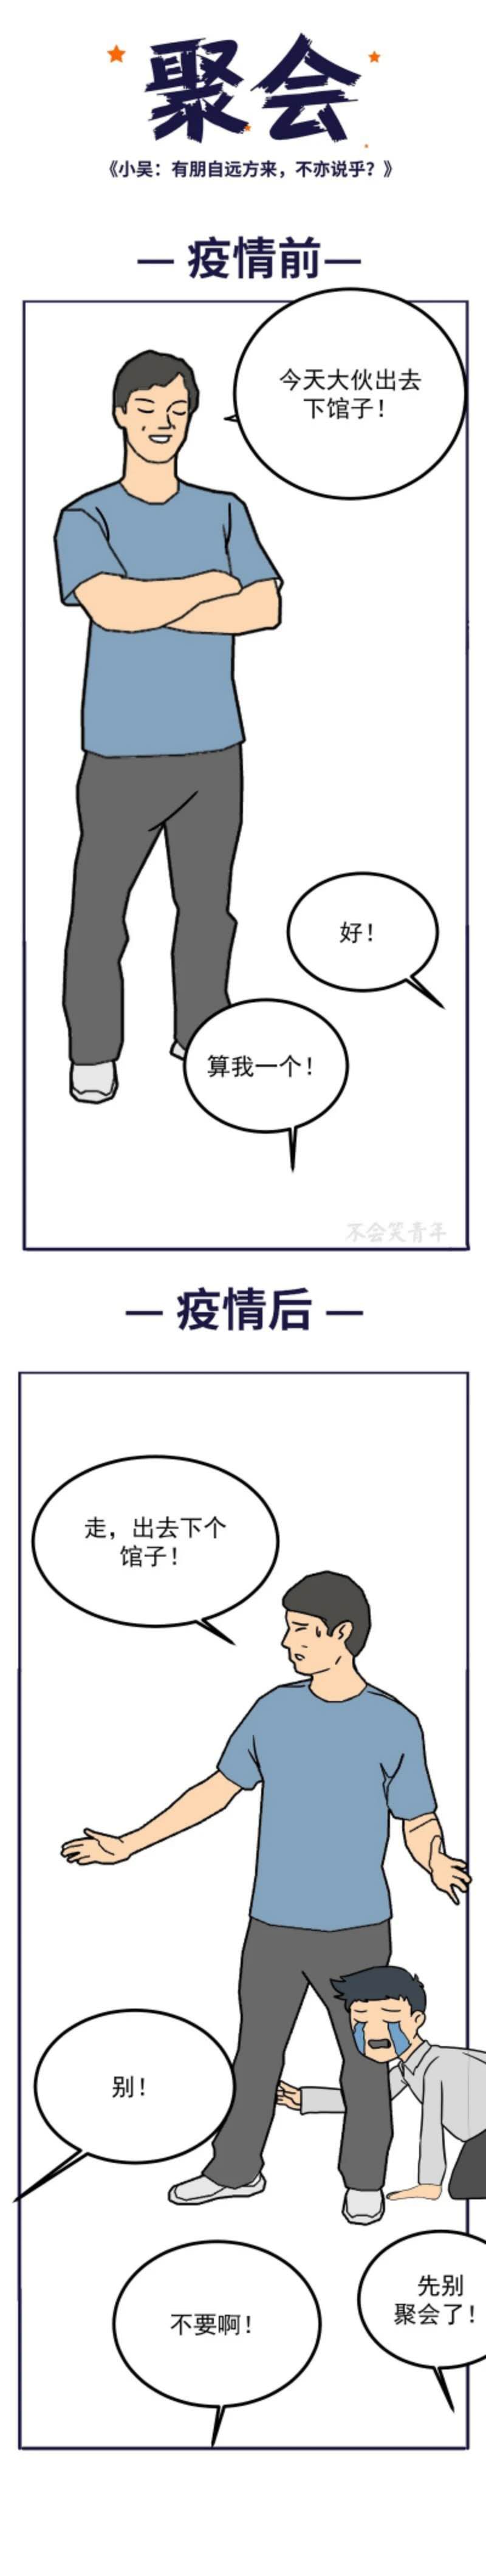 聚会
《小吴：有朋自远方来，不亦说乎？》
— 疫情前—
今天大伙出去
下馆子！
好！
算我一个！
不会笑青年
— 疫情后 —
走，出去下个
馆子！
别！
先别
聚会了！
不要啊！